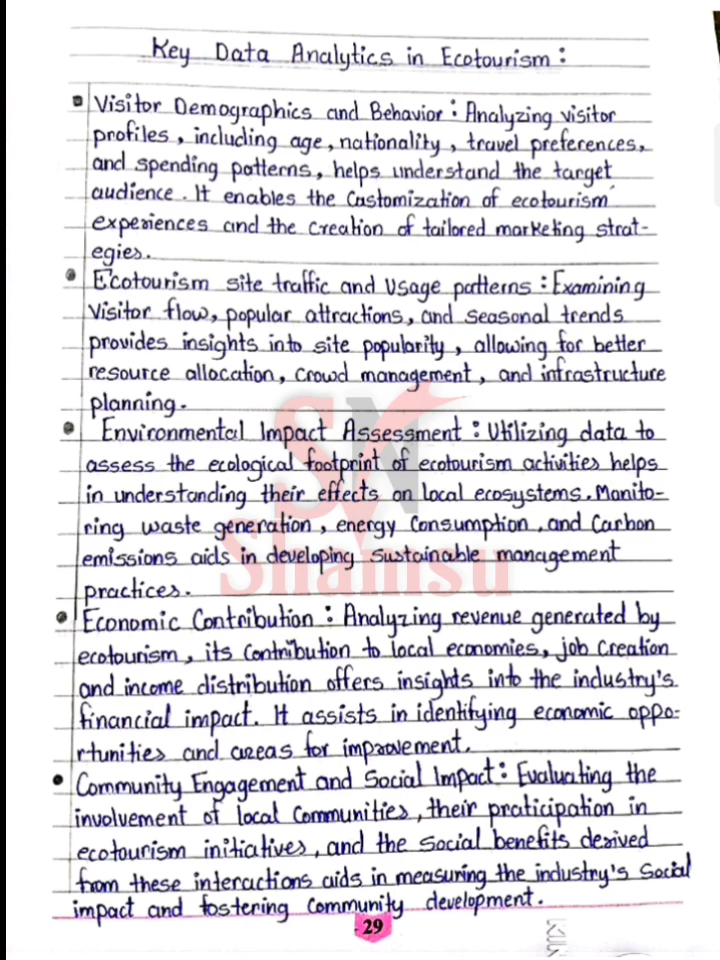 Key Data Analytics in Ecotourism :
Visitor Demographics and Behavior : Analyzing visitor
profiles, including age, nationality, travel preferences,
and spending patterns, helps understand the target
audience. It enables the Customization of ecotourism
experiences and the creation of tailored marketing strat-
egies.
Ecotourism site traffic and Usage patterns : Examining
Visitor flow, popular attractions, and seasonal trends
provides insights into site popularity, allowing for better
resource allocation, Crowd management, and infrastructure
planning.
Environmental Impact Assessment : Utilizing data to
assess the ecological footprint of ecotourism activities helps
in understanding their effects on local ecosystems. Monito-
ring waste generation, energy Consumption, and Carbon
emissions aids in developing sustainable management
practices.
Shamsu
Economic Contribution : Analyzing revenue generated by
ecotourism, its Contribution to local economies, job Creation
and income distribution offers insights into the industry's
financial impact. It assists in identifying economic oppo-
rtunities and areas for improvement.
Community Engagement and Social Impact : Evaluating the
involvement of local Communities, their praticipation in
ecotourism initiatives, and the Social benefits derived
from these interactions aids in measuring the industry's Social
impact and fostering Community development.
29